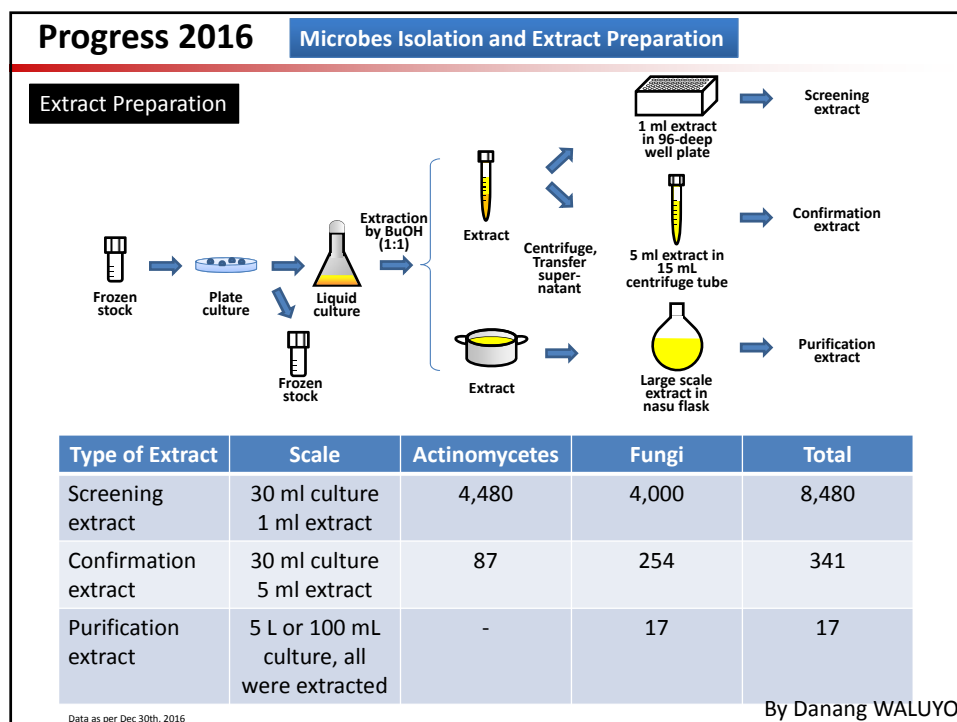 Progress 2016
Microbes Isolation and Extract Preparation
Extract Preparation
Frozen
stock
Plate
culture
Frozen
stock
Liquid
culture
Extraction
by BuOH
(1:1)
Extract
Extract
Centrifuge,
Transfer
super-
natant
1 ml extract
in 96-deep
well plate
Screening
extract
5 ml extract in
15 mL
centrifuge tube
Confirmation
extract
Large scale
extract in
nasu flask
Purification
extract
Type of Extract Scale Actinomycetes Fungi Total
Screening 30 ml culture 4,480 4,000 8,480
extract 1 ml extract
Confirmation 30 ml culture 87 254 341
extract 5 ml extract
Purification 5 L or 100 mL - 17 17
extract culture, all
were extracted
Data as per Dec 30th, 2016
By Danang WALUYO